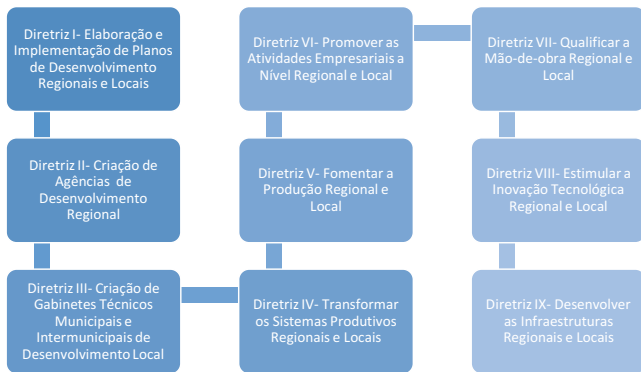 Diretriz I- Elaboração e
Implementação de Planos
de Desenvolvimento
Regionais e Locais
Diretriz II- Criação de
Agências de
Desenvolvimento
Regional
Diretriz III- Criação de
Gabinetes Técnicos
Municipais e
Intermunicipais de
Desenvolvimento Local
Diretriz IV- Transformar
os Sistemas Produtivos
Regionais e Locais
Diretriz V- Fomentar a
Produção Regional e
Local
Diretriz VI- Promover as
Atividades Empresariais a
Nível Regional e Local
Diretriz VII- Qualificar a
Mão-de-obra Regional e
Local
Diretriz VIII- Estimular a
Inovação Tecnológica
Regional e Local
Diretriz IX- Desenvolver
as Infraestruturas
Regionais e Locais